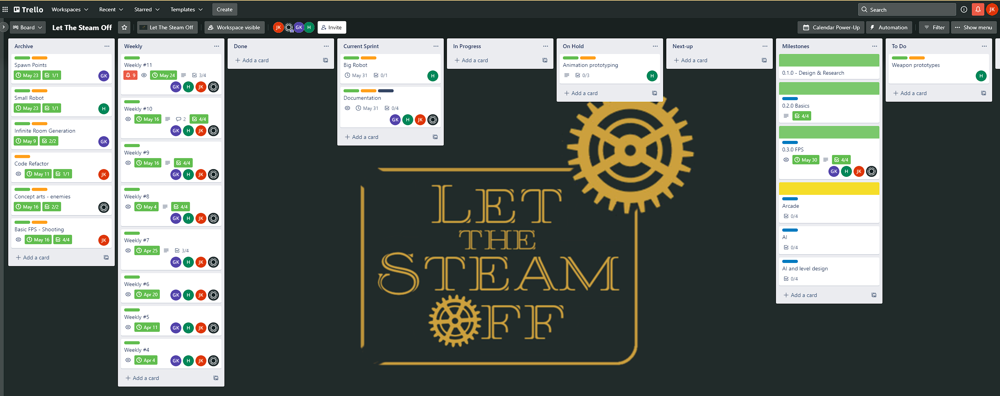 Trello Workspaces Recent Starred Templates Create Search JK
Board Let The Steam Off Let The Steam Off Workspace visible JK GK H Invite Calendar Power-Up Automation Filter Show menu
Archive
Spawn Points
May 23 1/1 GK
Small Robot
May 23 1/1 H
Infinite Room Generation
May 9 2/2 GK
Code Refactor
May 11 1/1 JK
Concept arts - enemies
May 16 2/2
Basic FPS - Shooting
May 16 4/4 JK
Add a card
Weekly
Weekly #11
9 May 24 3/4
GK H JK
Weekly #10
May 16 2 4/4
GK H JK
Weekly #9
May 16 4/4
GK H JK
Weekly #8
May 4 4/4
GK H JK
Weekly #7
Apr 25 3/4
GK H JK
Weekly #6
Apr 20 GK H JK
Weekly #5
Apr 11 GK H JK
Weekly #4
Apr 4 GK H JK
Add a card
Done
Add a card
Current Sprint
Big Robot
May 31 0/1 H
Documentation
May 31 0/4
GK H JK
Add a card
In Progress
Add a card
On Hold
Animation prototyping
0/3 H
Add a card
Next-up
Add a card
Milestones
0.1.0 - Design & Research
0.2.0 Basics
4/4
0.3.0 FPS
May 30 4/4
GK H JK
Arcade
0/4
AI
0/4
AI and level design
0/4
Add a card
To Do
Weapon prototypes
H
Add a card
LET
THE
STEAM
OFF